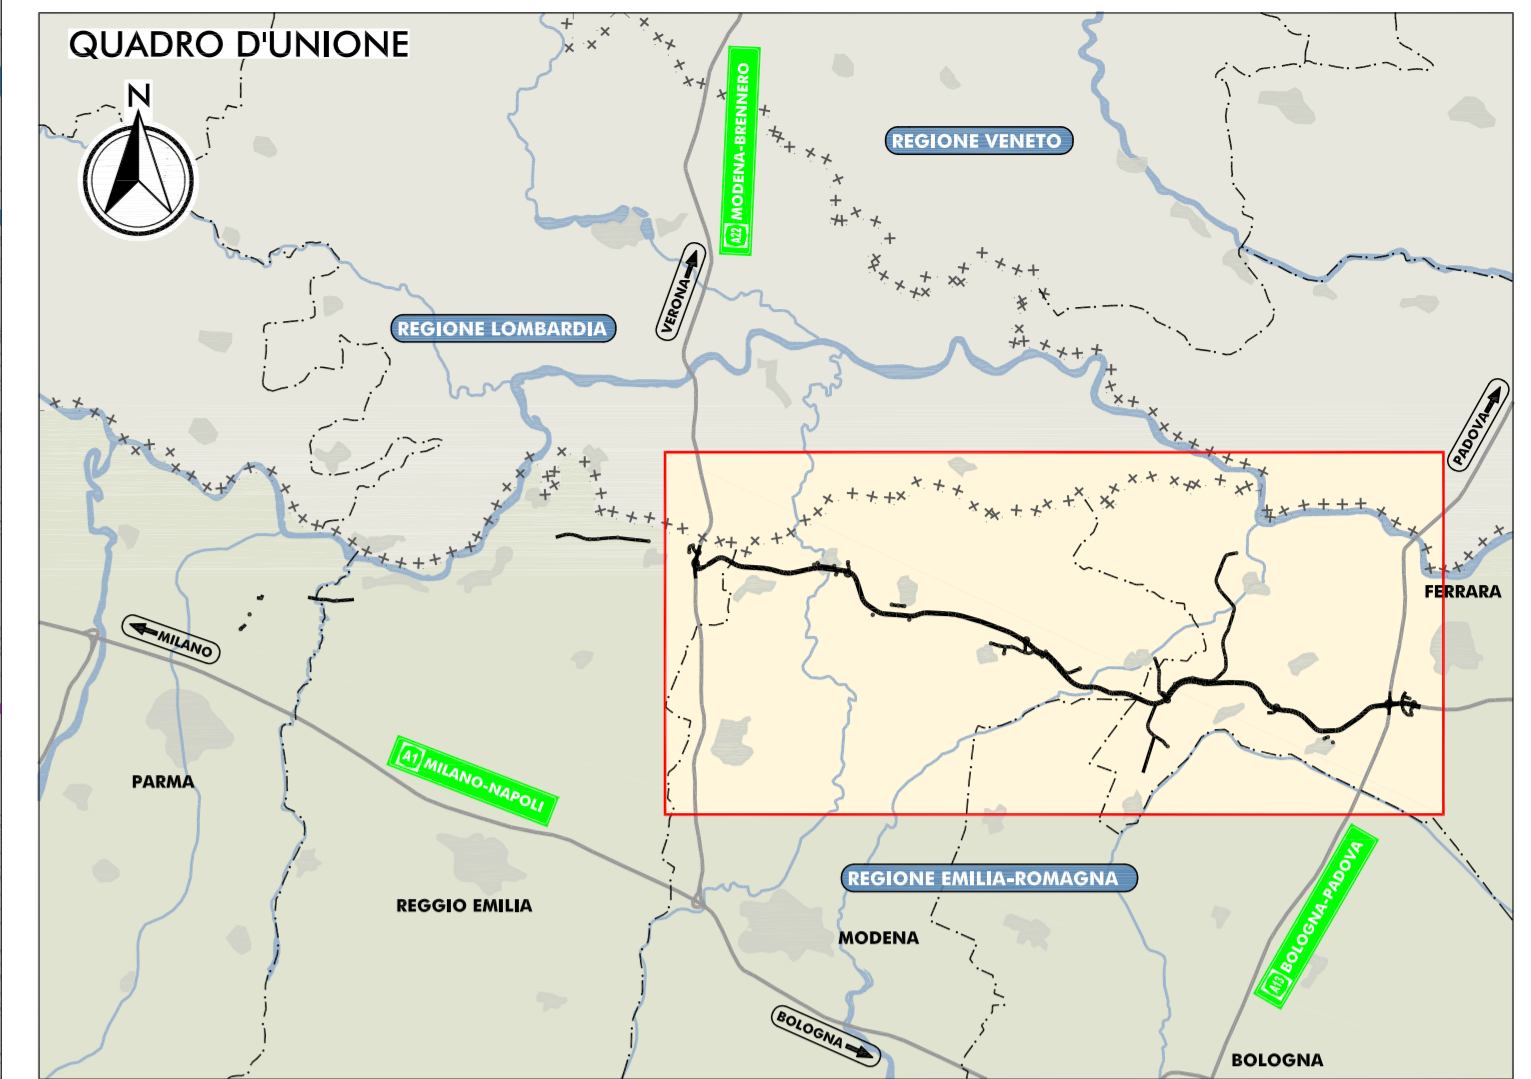 QUADRO D'UNIONE
N
A22 MODENA-BRENNERO
REGIONE VENETO
VERONA
REGIONE LOMBARDIA
PADOVA
FERRARA
MILANO
PARMA
A1 MILANO-NAPOLI
REGIONE EMILIA-ROMAGNA
REGGIO EMILIA
MODENA
A13 BOLOGNA-PADOVA
BOLOGNA
BOLOGNA